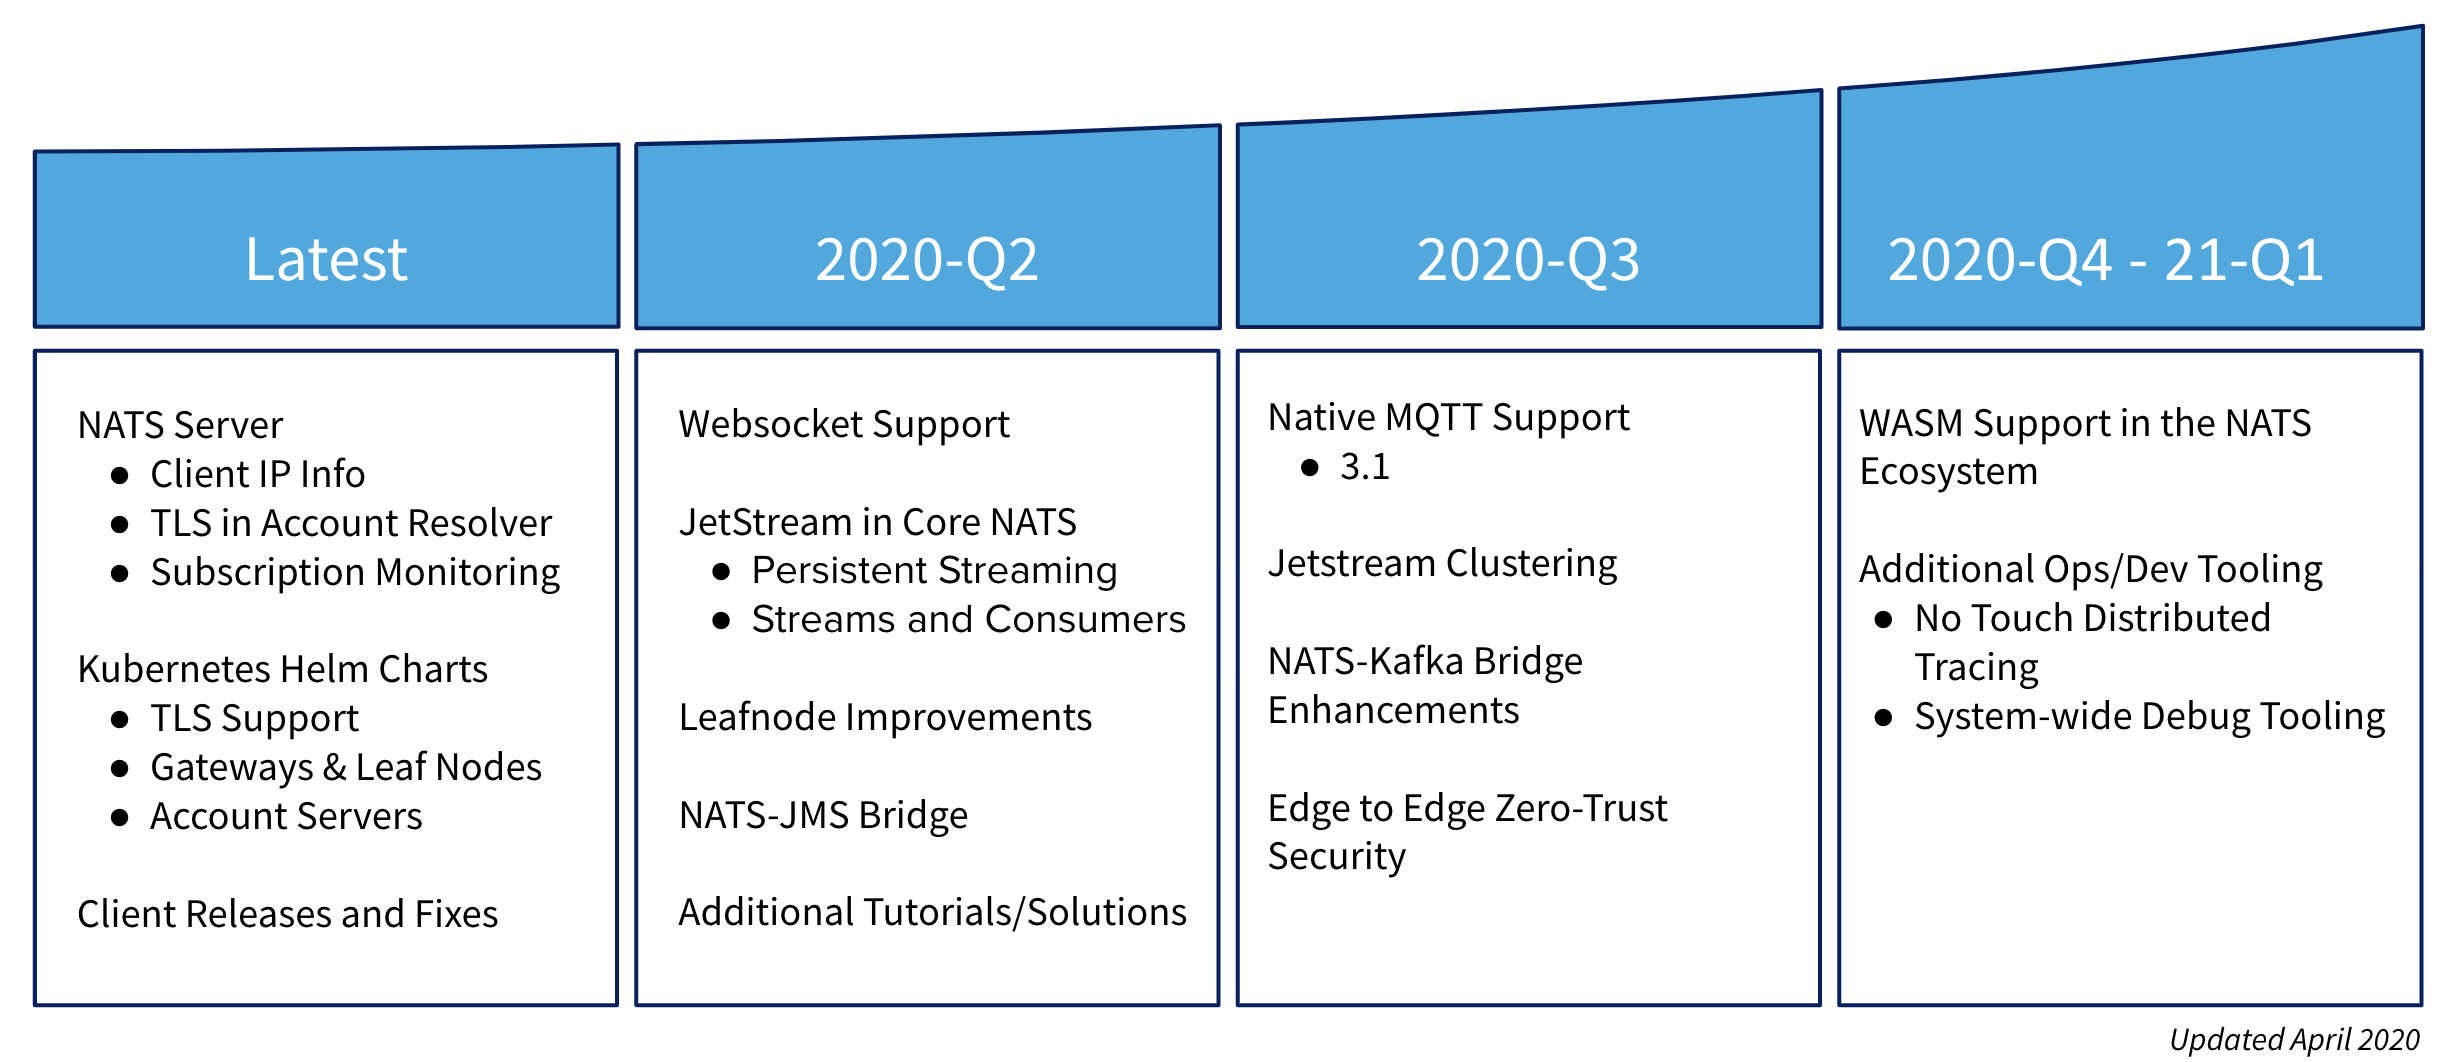 Latest
NATS Server
● Client IP Info
● TLS in Account Resolver
● Subscription Monitoring
Kubernetes Helm Charts
● TLS Support
● Gateways & Leaf Nodes
● Account Servers
Client Releases and Fixes
2020-Q2
Websocket Support
JetStream in Core NATS
● Persistent Streaming
● Streams and Consumers
Leafnode Improvements
NATS-JMS Bridge
Additional Tutorials/Solutions
2020-Q3
Native MQTT Support
● 3.1
Jetstream Clustering
NATS-Kafka Bridge
Enhancements
Edge to Edge Zero-Trust
Security
2020-Q4 - 21-Q1
WASM Support in the NATS
Ecosystem
Additional Ops/Dev Tooling
● No Touch Distributed
Tracing
● System-wide Debug Tooling
Updated April 2020